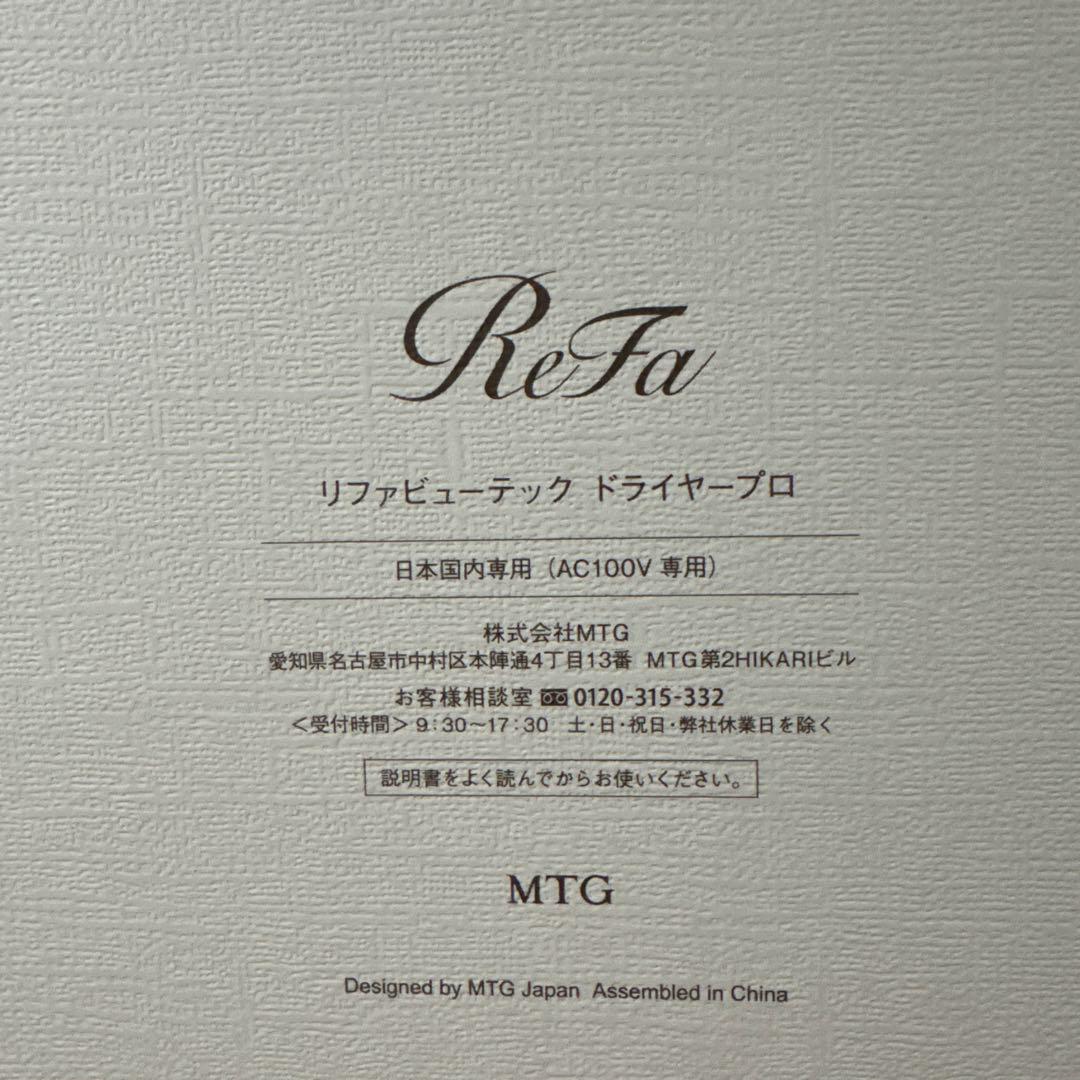 ReFa
リファビューテック ドライヤープロ
日本国内専用（AC100V 専用）
株式会社MTG
愛知県名古屋市中村区本陣通4丁目13番 MTG第2HIKARIビル
お客様相談室 0120-315-332
＜受付時間＞9：30～17：30 土・日・祝日・弊社休業日を除く
説明書をよく読んでからお使いください。
MTG
Designed by MTG Japan Assembled in China